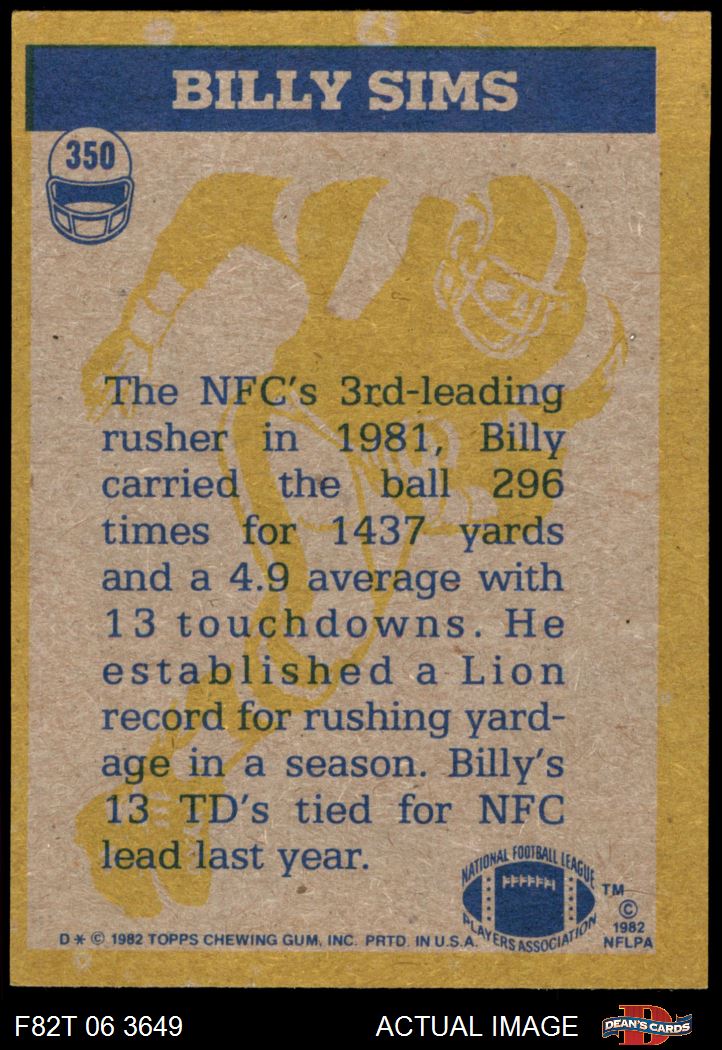 BILLY SIMS
350
The NFC's 3rd-leading
rusher in 1981, Billy
carried the ball 296
times for 1437 yards
and a 4.9 average with
13 touchdowns. He
established a Lion
record for rushing yard-
age in a season. Billy's
13 TD's tied for NFC
lead last year.
NATIONAL FOOTBALL LEAGUE
PLAYERS ASSOCIATION
TM
©
1982
NFLPA
D * © 1982 TOPPS CHEWING GUM, INC. PRTD. IN U.S.A.
F82T 06 3649
ACTUAL IMAGE
D
DEAN'S CARDS